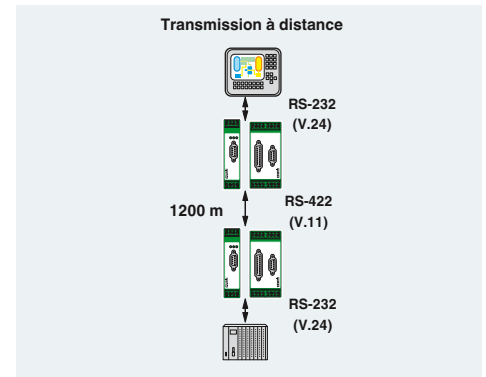 Transmission à distance
RS-232
(V.24)
1200 m
RS-422
(V.11)
RS-232
(V.24)